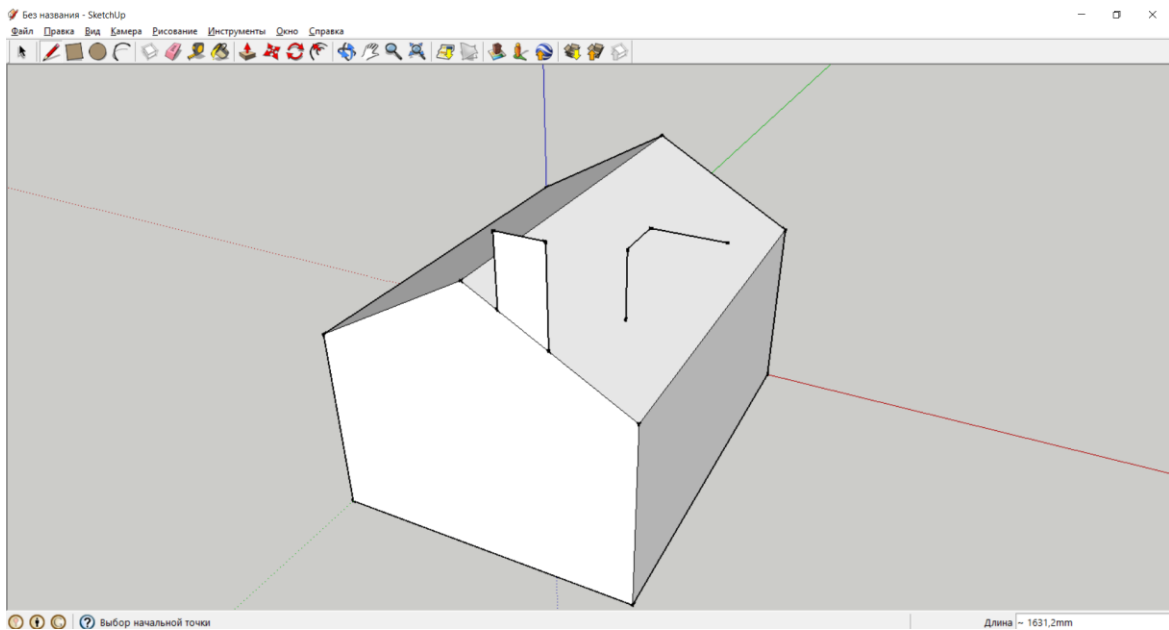 Без названия - SketchUp
Файл Правка Вид Камера Рисование Инструменты Окно Справка
Выбор начальной точки
Длина ~ 1631,2mm